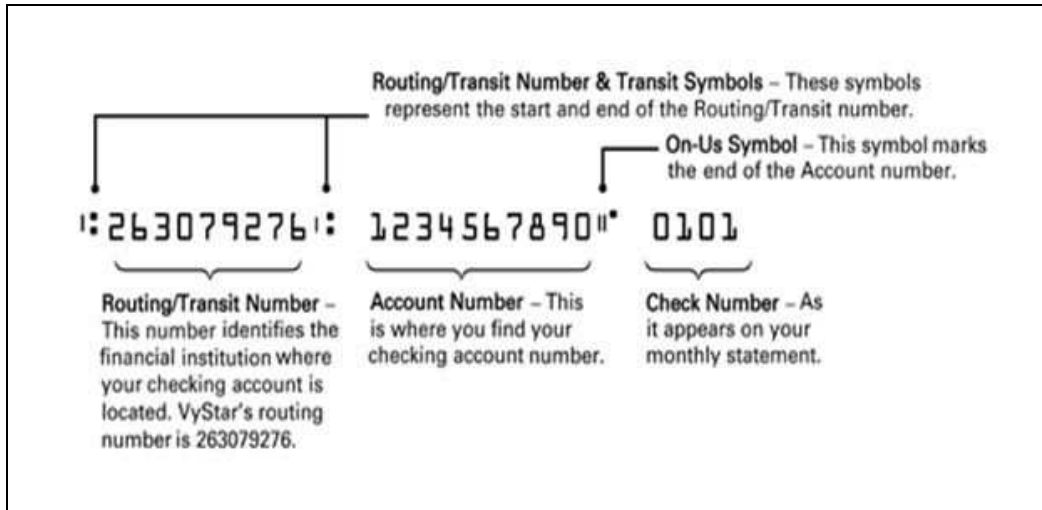 Routing/Transit Number & Transit Symbols – These symbols
represent the start and end of the Routing/Transit number.
On-Us Symbol – This symbol marks
the end of the Account number.
⑆263079276⑆ 1234567890⑈ 0101
Routing/Transit Number –
This number identifies the
financial institution where
your checking account is
located. VyStar's routing
number is 263079276.
Account Number – This
is where you find your
checking account number.
Check Number – As
it appears on your
monthly statement.